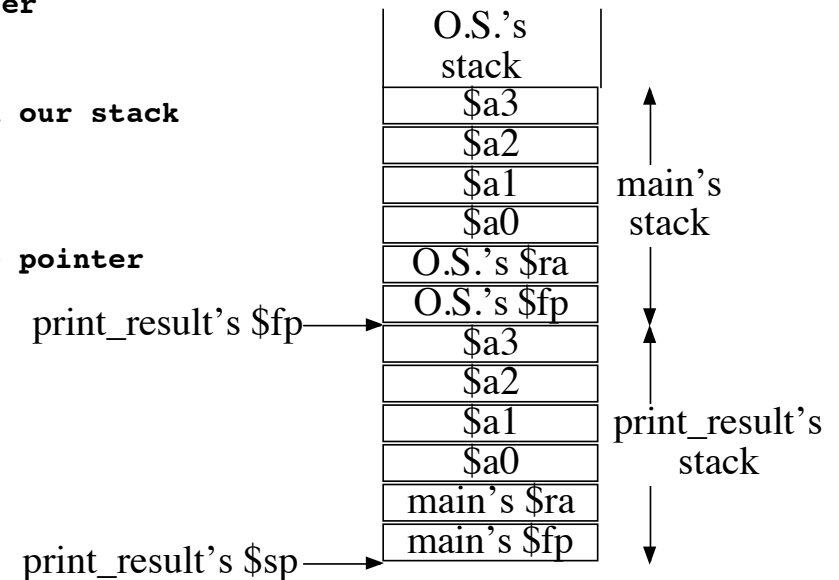 er
O.S.'s
stack
$a3
our stack
$a2
$a1
main's
$a0
stack
pointer
O.S.'s $ra
O.S.'s $fp
print_result's $fp
$a3
$a2
$a1
print_result's
$a0
stack
main's $ra
main's $fp
print_result's $sp